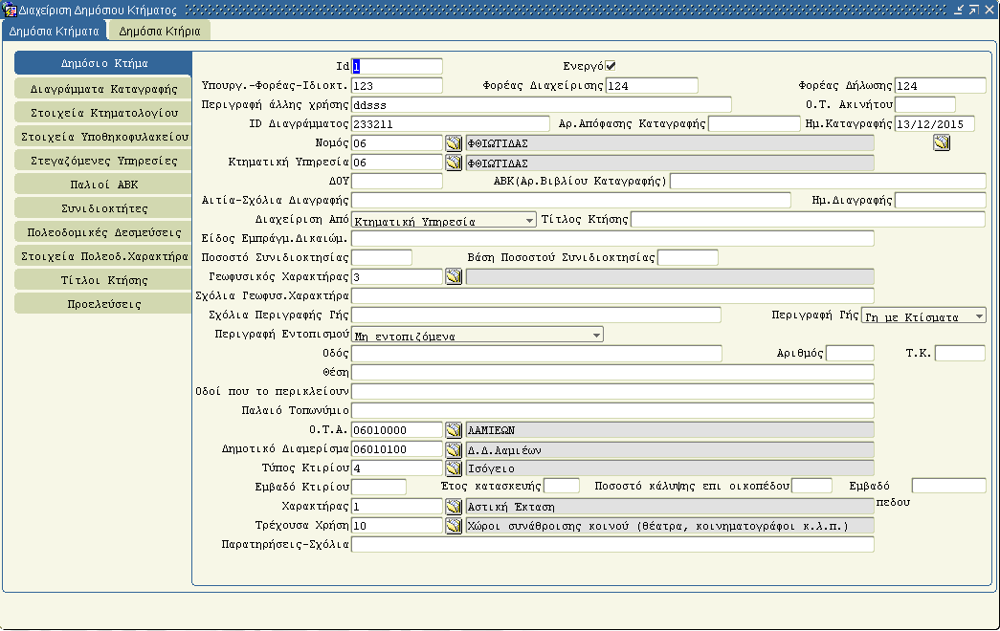 Διαχείριση Δημόσιου Κτήματος
Δημόσια Κτήματα Δημόσια Κτήρια
Δημόσιο Κτήμα
Διαγράμματα Καταγραφής
Στοιχεία Κτηματολογίου
Στοιχεία Υποθηκοφυλακείου
Στεγαζόμενες Υπηρεσίες
Παλιοί ΑΒΚ
Συνιδιοκτήτες
Πολεοδομικές Δεσμεύσεις
Στοιχεία Πολεοδ.Χαρακτήρα
Τίτλοι Κτήσης
Προελεύσεις
Id 1 Ενεργό
Υπουργ.-Φορέας-Ιδιοκτ. 123 Φορέας Διαχείρισης 124 Φορέας Δήλωσης 124
Περιγραφή άλλης χρήσης ddsss Ο.Τ. Ακινήτου
ID Διαγράμματος 233211 Αρ.Απόφασης Καταγραφής Ημ.Καταγραφής 13/12/2015
Νομός 06 ΦΘΙΩΤΙΔΑΣ
Κτηματική Υπηρεσία 06 ΦΘΙΩΤΙΔΑΣ
ΔΟΥ ΑΒΚ(Αρ.Βιβλίου Καταγραφής)
Αιτία-Σχόλια Διαγραφής Ημ.Διαγραφής
Διαχείριση Από Κτηματική Υπηρεσία Τίτλος Κτήσης
Είδος Εμπράγμ.Δικαιώμ.
Ποσοστό Συνιδιοκτησίας Βάση Ποσοστού Συνιδιοκτησίας
Γεωφυσικός Χαρακτήρας 3
Σχόλια Γεωφυσ.Χαρακτήρα
Σχόλια Περιγραφής Γής Περιγραφή Γής Γη με Κτίσματα
Περιγραφή Εντοπισμού Μη εντοπιζόμενα
Οδός Αριθμός Τ.Κ.
Θέση
Οδοί που το περικλείουν
Παλαιό Τοπωνύμιο
Ο.Τ.Α. 06010000 ΛΑΜΙΕΩΝ
Δημοτικό Διαμερίσμα 06010100 Δ.Δ.Λαμιέων
Τύπος Κτιρίου 4 Ισόγειο
Εμβαδό Κτιρίου Έτος κατασκευής Ποσοστό κάλυψης επι οικοπέδου Εμβαδό
πεδου
Χαρακτήρας 1 Αστική Έκταση
Τρέχουσα Χρήση 10 Χώροι συνάθροισης κοινού (θέατρα, κοινηματογράφοι κ.λ.π.)
Παρατηρήσεις-Σχόλια